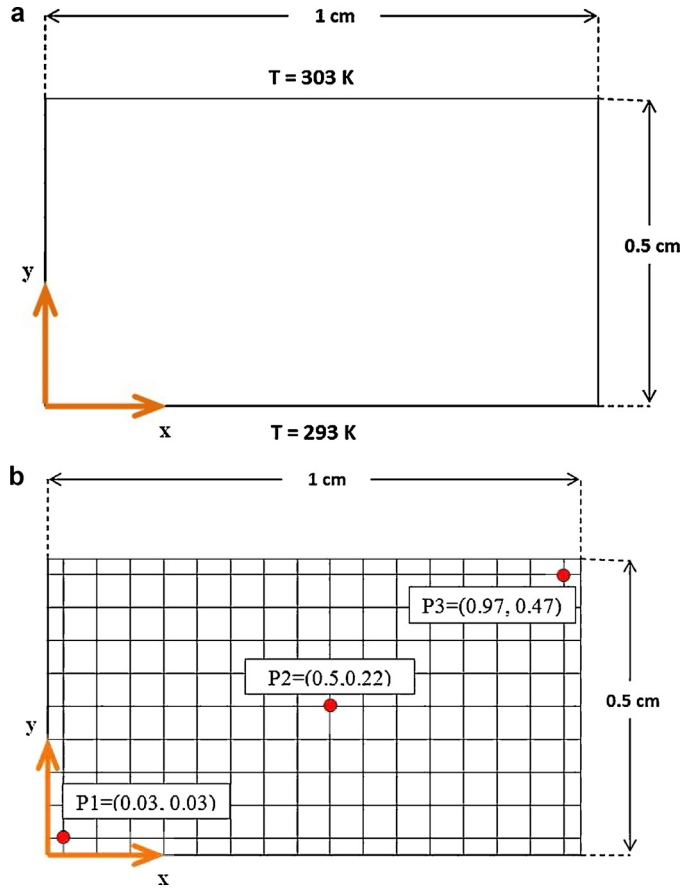 a
1 cm
T = 303 K
0.5 cm
y
x
T = 293 K
b
1 cm
P3=(0.97, 0.47)
P2=(0.5,0.22)
0.5 cm
y
P1=(0.03, 0.03)
x